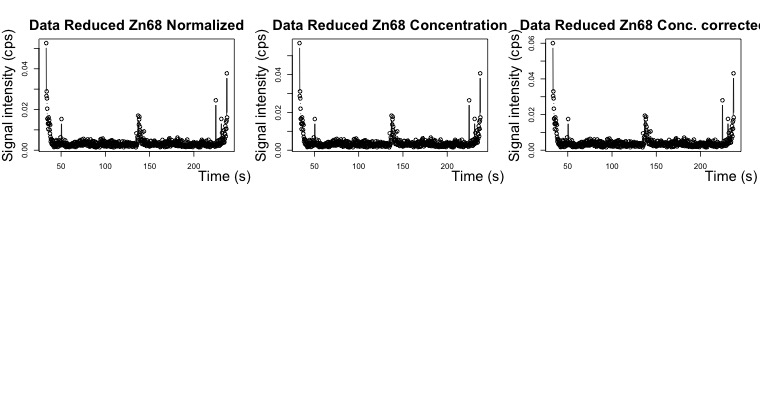 Data Reduced Zn68 Normalized
Signal intensity (cps)
0.04
0.02
0.00
50
100
150
200
Time (s)
Data Reduced Zn68 Concentration
Signal intensity (cps)
0.04
0.02
0.00
50
100
150
200
Time (s)
Data Reduced Zn68 Conc. corrected
Signal intensity (cps)
0.06
0.04
0.02
0.00
50
100
150
200
Time (s)